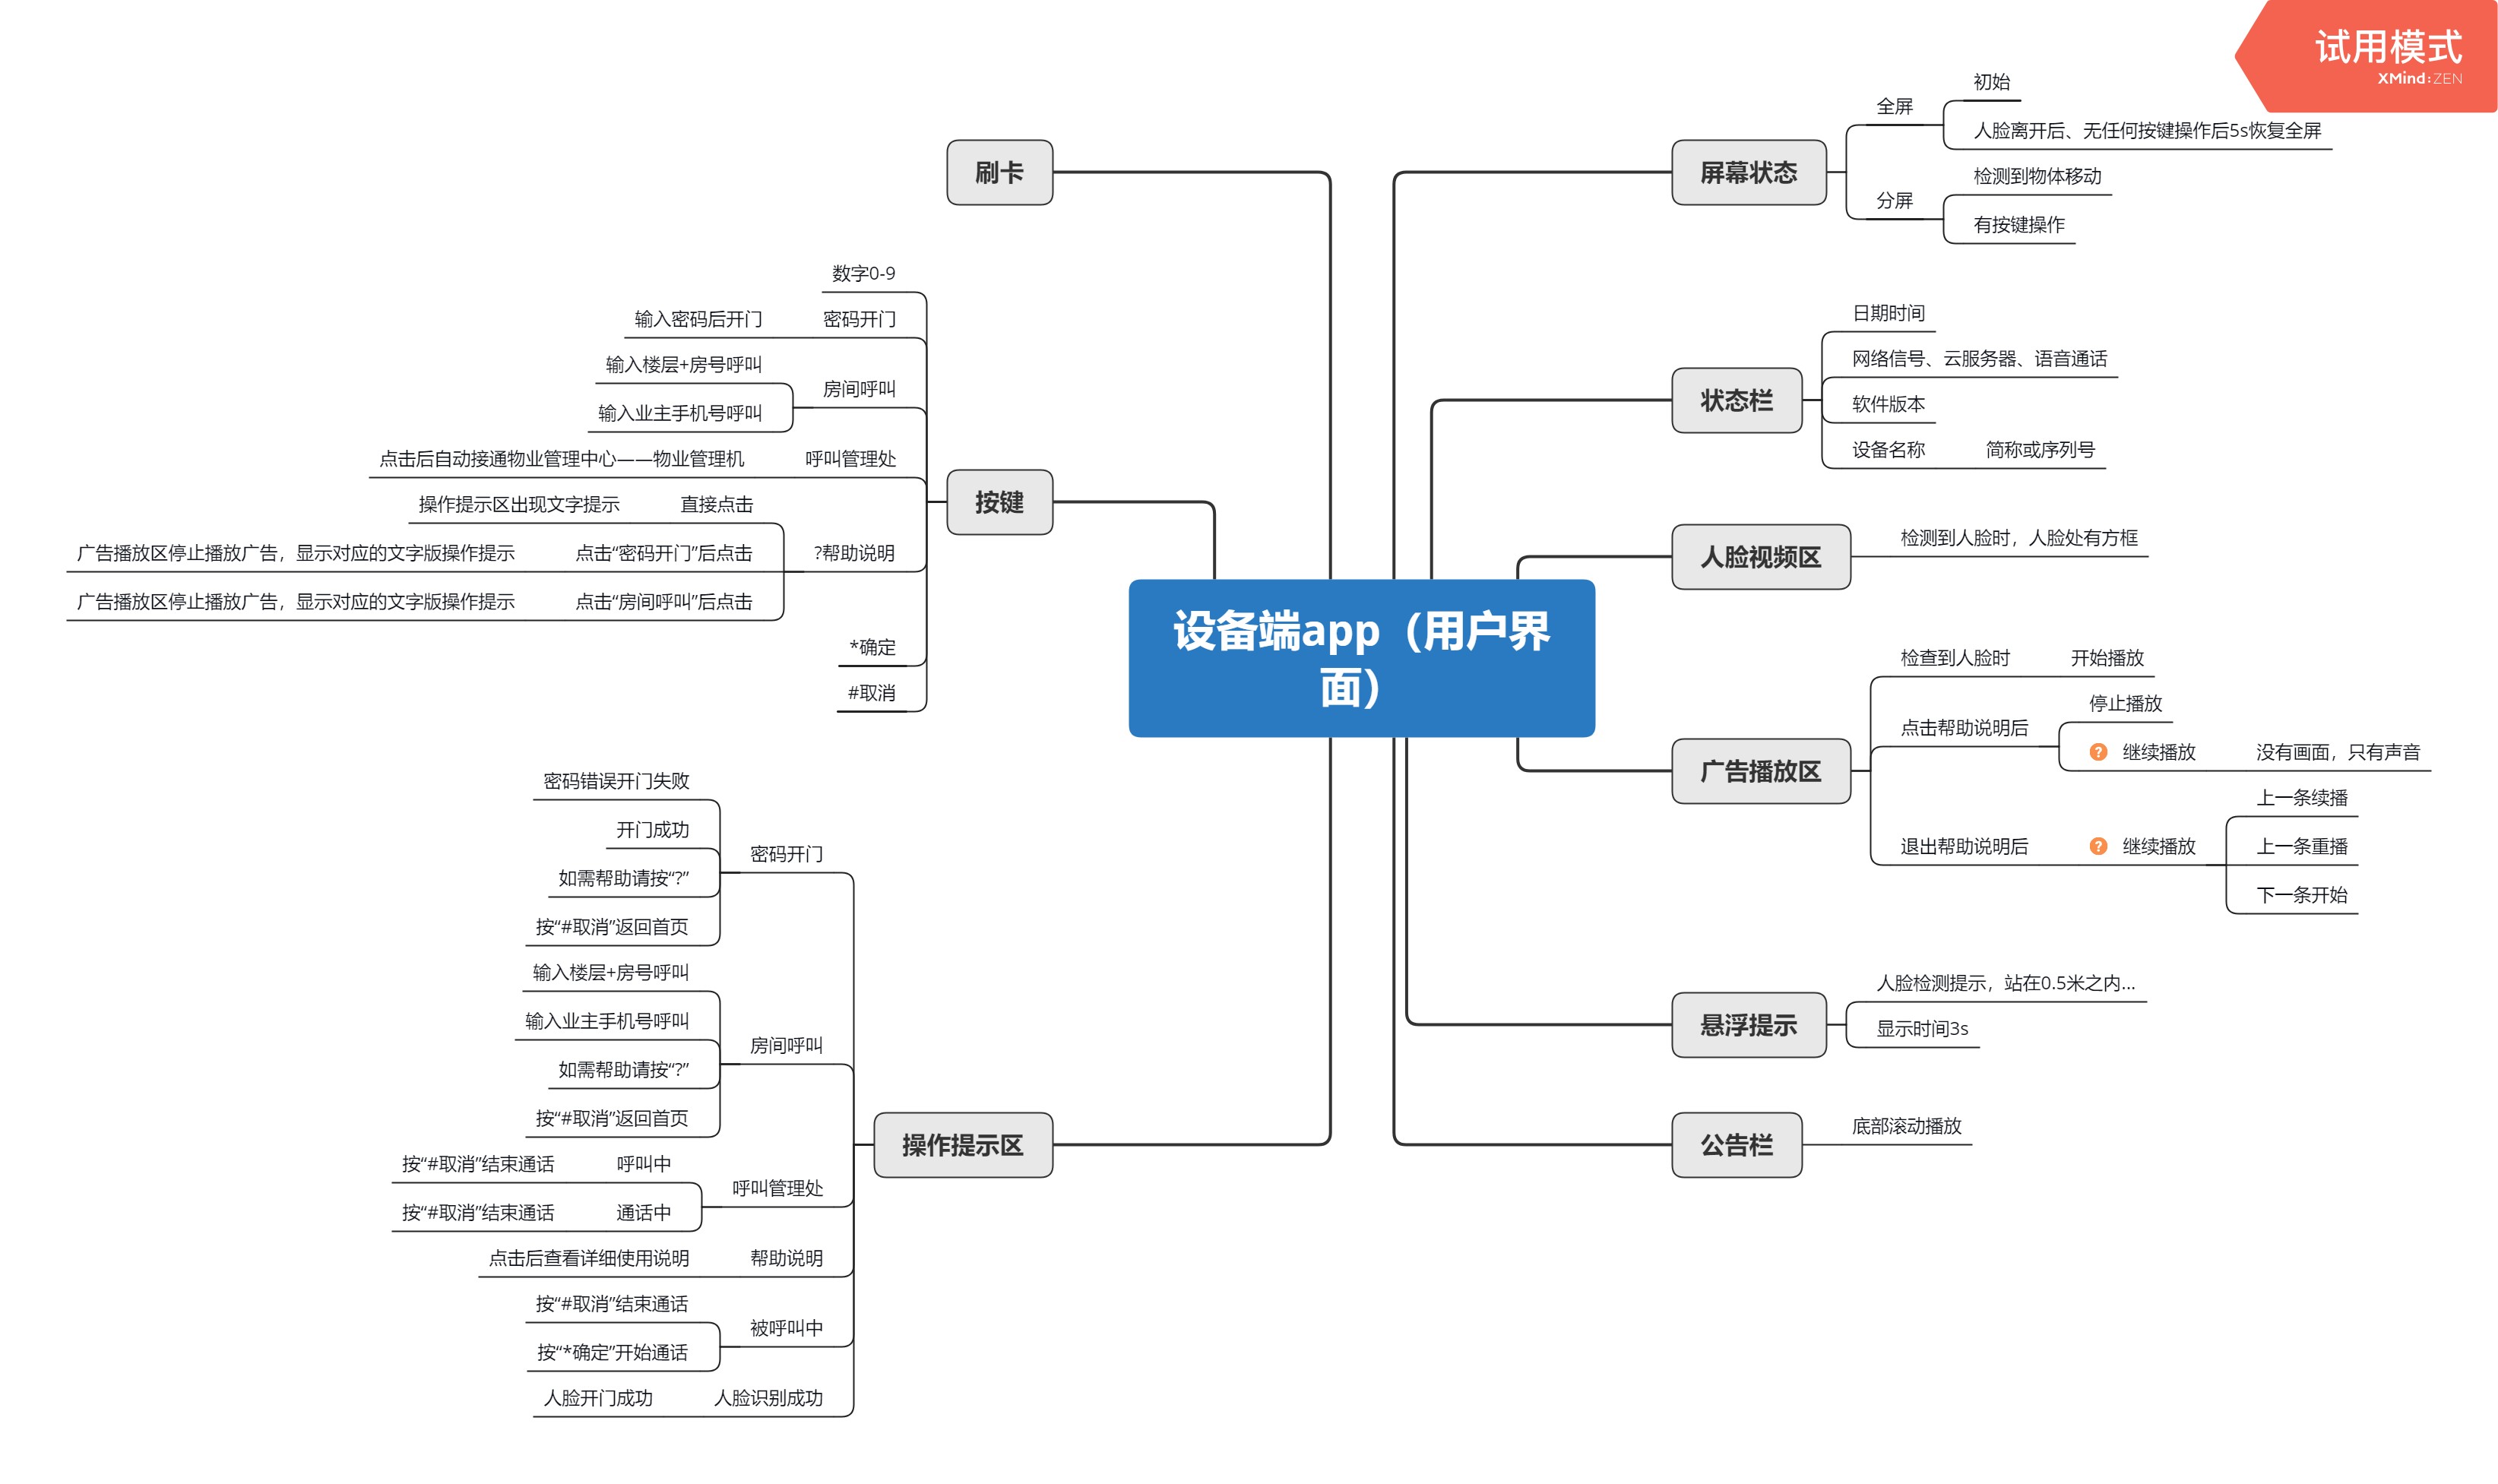 试用模式
XMind:ZEN
设备端app（用户界
面）
屏幕状态
全屏
初始
人脸离开后、无任何按键操作后5s恢复全屏
分屏
检测到物体移动
有按键操作
状态栏
日期时间
网络信号、云服务器、语音通话
软件版本
设备名称
简称或序列号
人脸视频区
检测到人脸时，人脸处有方框
广告播放区
检查到人脸时
开始播放
点击帮助说明后
停止播放
? 继续播放
没有画面，只有声音
退出帮助说明后
? 继续播放
上一条续播
上一条重播
下一条开始
悬浮提示
人脸检测提示，站在0.5米之内...
显示时间3s
公告栏
底部滚动播放
刷卡
按键
数字0-9
密码开门
输入密码后开门
房间呼叫
输入楼层+房号呼叫
输入业主手机号呼叫
呼叫管理处
点击后自动接通物业管理中心——物业管理机
?帮助说明
直接点击
操作提示区出现文字提示
点击“密码开门”后点击
广告播放区停止播放广告，显示对应的文字版操作提示
点击“房间呼叫”后点击
广告播放区停止播放广告，显示对应的文字版操作提示
*确定
#取消
操作提示区
密码开门
密码错误开门失败
开门成功
如需帮助请按“?”
按“#取消”返回首页
房间呼叫
输入楼层+房号呼叫
输入业主手机号呼叫
如需帮助请按“?”
按“#取消”返回首页
呼叫管理处
呼叫中
按“#取消”结束通话
通话中
按“#取消”结束通话
帮助说明
点击后查看详细使用说明
被呼叫中
按“#取消”结束通话
按“*确定”开始通话
人脸识别成功
人脸开门成功